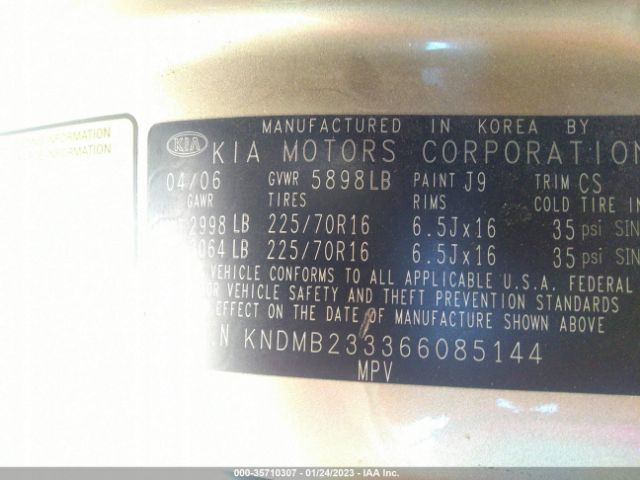 INFORMATION
INFORMATION
MANUFACTURED IN KOREA BY
KIA KIA MOTORS CORPORATION
04/06 GVWR 5898LB PAINT J9 TRIM CS
GAWR TIRES RIMS COLD TIRE IN
2998 LB 225/70R16 6.5Jx16 35 psi SIN
064 LB 225/70R16 6.5Jx16 35 psi SIN
VEHICLE CONFORMS TO ALL APPLICABLE U.S.A. FEDERAL
VEHICLE SAFETY AND THEFT PREVENTION STANDARDS
EFFECT ON THE DATE OF MANUFACTURE SHOWN ABOVE
KNDMB233366085144
MPV
000-35710307 - 01/24/2023 - IAA Inc.